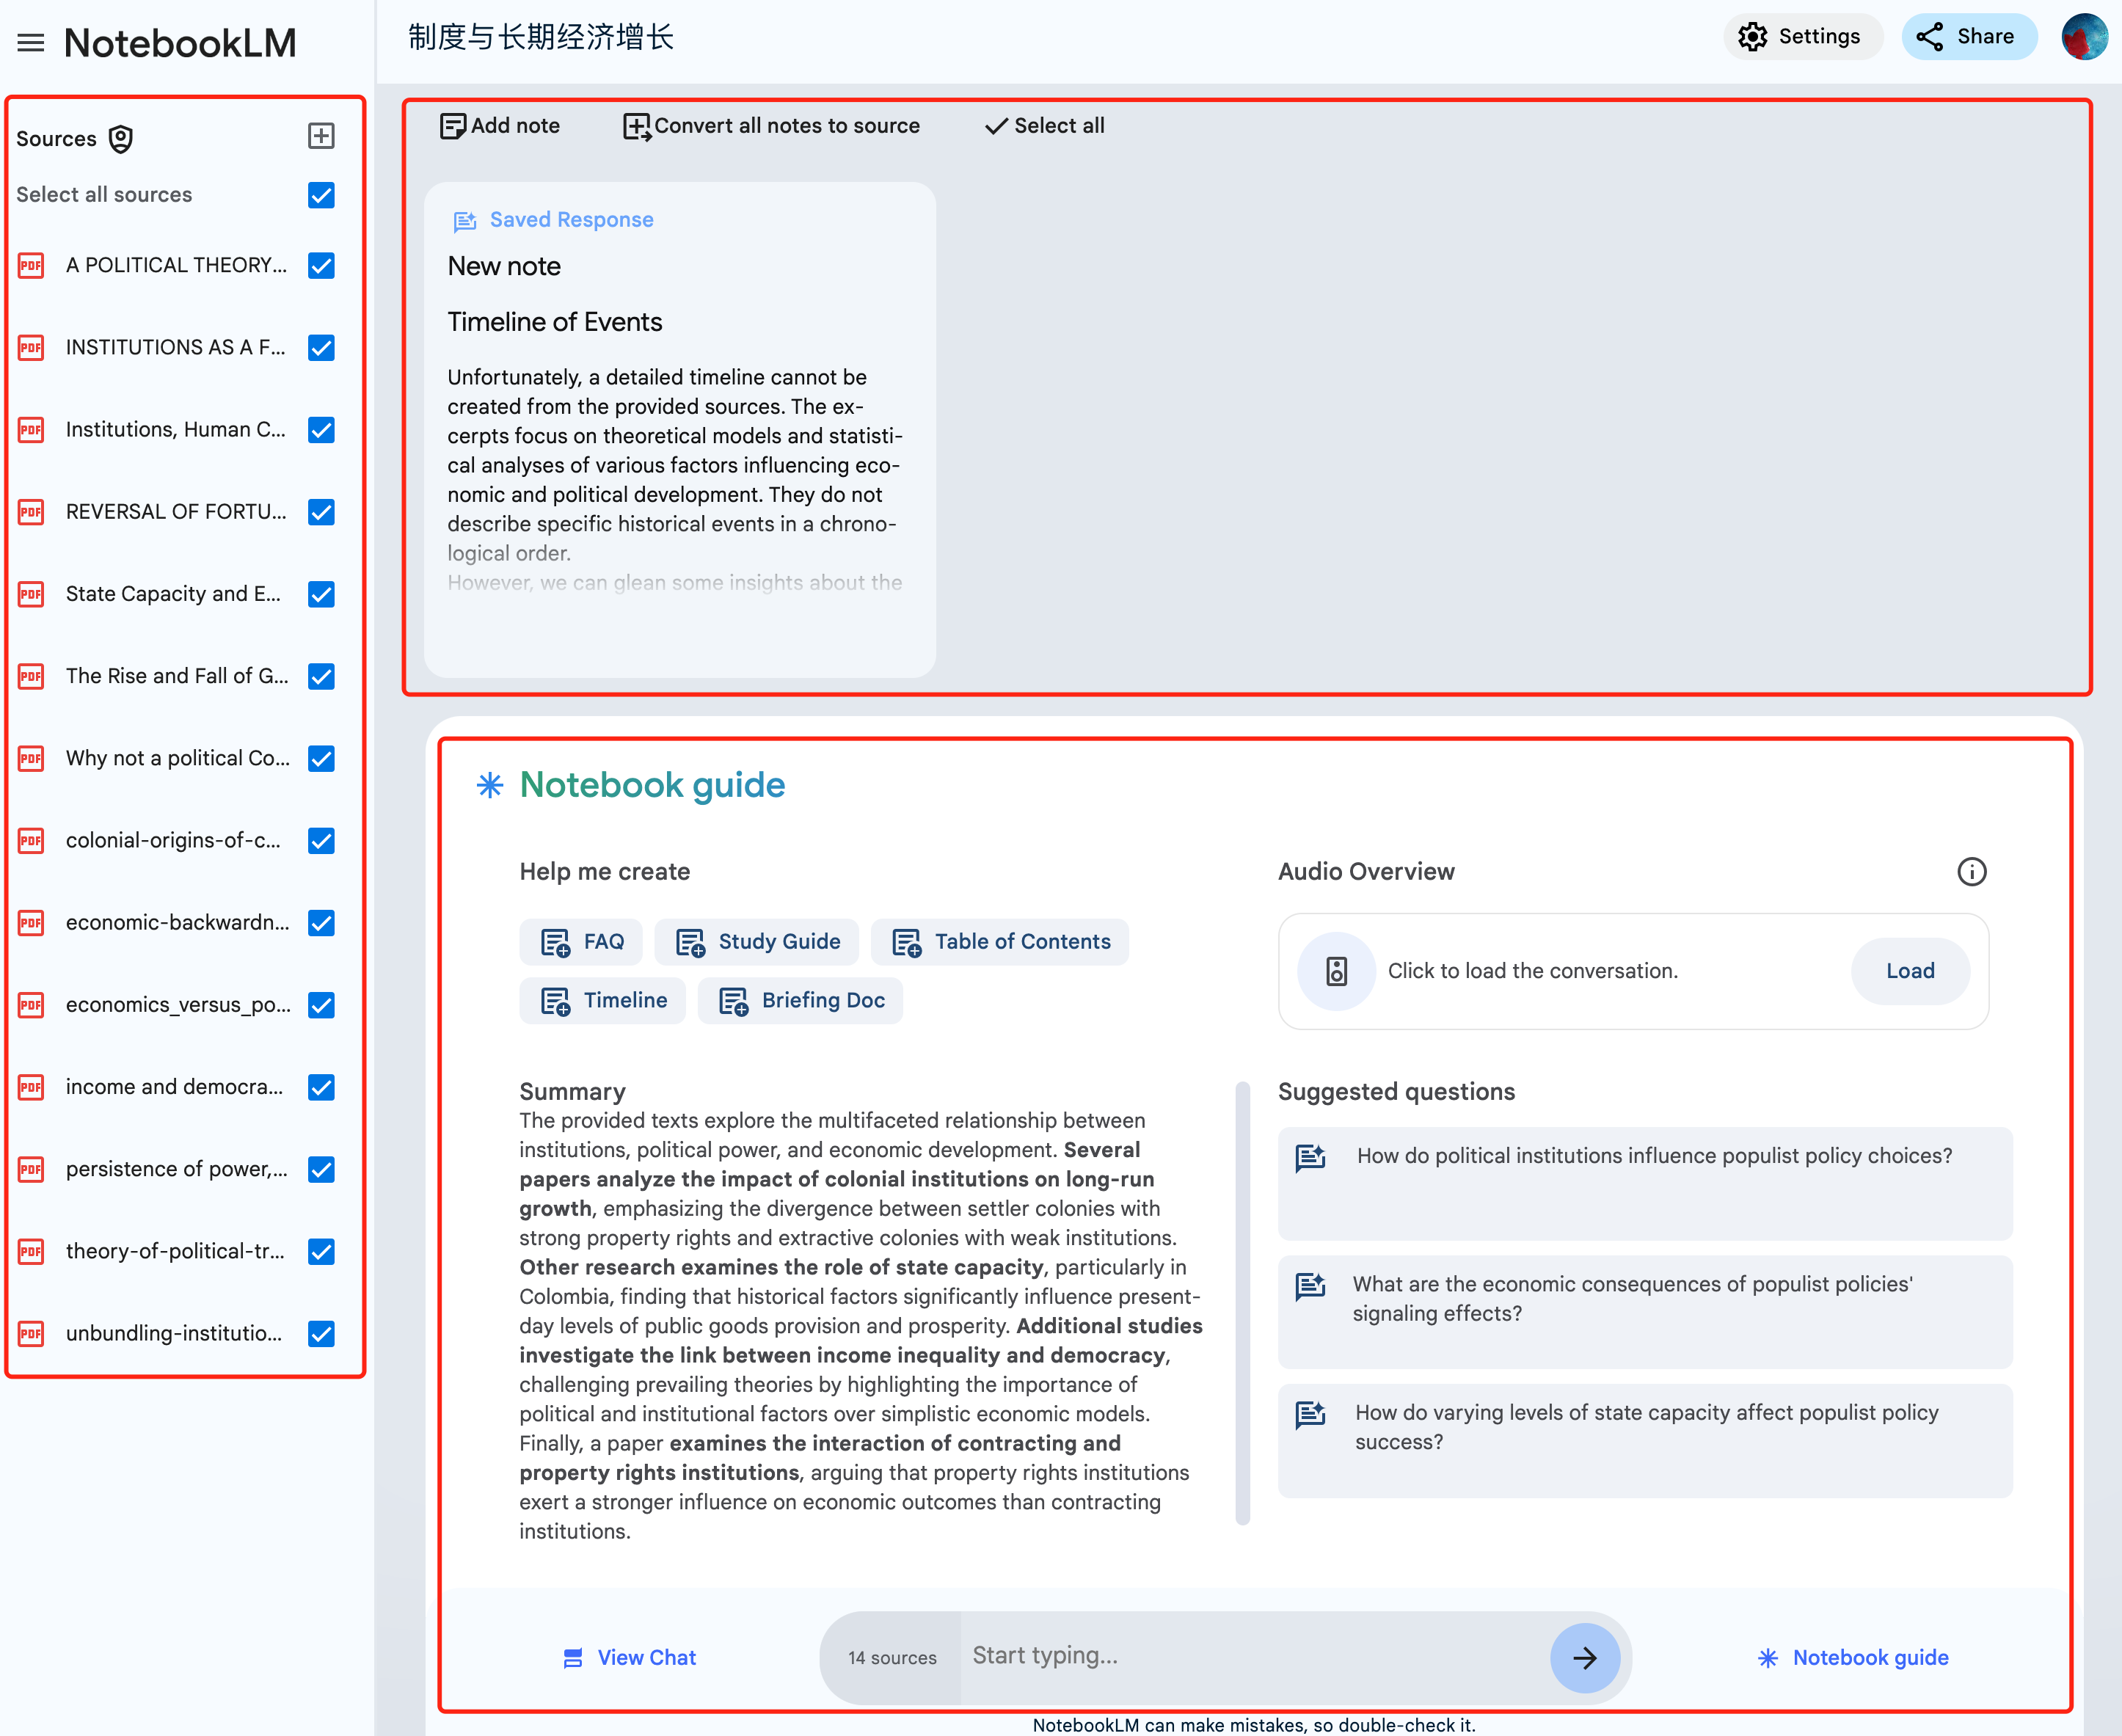 NotebookLM
制度与长期经济增长
Settings
Share
Sources
Select all sources
PDF A POLITICAL THEORY...
PDF INSTITUTIONS AS A F...
PDF Institutions, Human C...
PDF REVERSAL OF FORTU...
PDF State Capacity and E...
PDF The Rise and Fall of G...
PDF Why not a political Co...
PDF colonial-origins-of-c...
PDF economic-backwardn...
PDF economics_versus_po...
PDF income and democra...
PDF persistence of power,...
PDF theory-of-political-tr...
PDF unbundling-institutio...
Add note
Convert all notes to source
Select all
Saved Response
New note
Timeline of Events
Unfortunately, a detailed timeline cannot be
created from the provided sources. The ex-
cerpts focus on theoretical models and statisti-
cal analyses of various factors influencing eco-
nomic and political development. They do not
describe specific historical events in a chrono-
logical order.
However, we can glean some insights about the
Notebook guide
Help me create
FAQ
Study Guide
Table of Contents
Timeline
Briefing Doc
Audio Overview
Click to load the conversation.
Load
Summary
The provided texts explore the multifaceted relationship between
institutions, political power, and economic development. Several
papers analyze the impact of colonial institutions on long-run
growth, emphasizing the divergence between settler colonies with
strong property rights and extractive colonies with weak institutions.
Other research examines the role of state capacity, particularly in
Colombia, finding that historical factors significantly influence present-
day levels of public goods provision and prosperity. Additional studies
investigate the link between income inequality and democracy,
challenging prevailing theories by highlighting the importance of
political and institutional factors over simplistic economic models.
Finally, a paper examines the interaction of contracting and
property rights institutions, arguing that property rights institutions
exert a stronger influence on economic outcomes than contracting
institutions.
Suggested questions
How do political institutions influence populist policy choices?
What are the economic consequences of populist policies'
signaling effects?
How do varying levels of state capacity affect populist policy
success?
View Chat
14 sources
Start typing...
Notebook guide
NotebookLM can make mistakes, so double-check it.